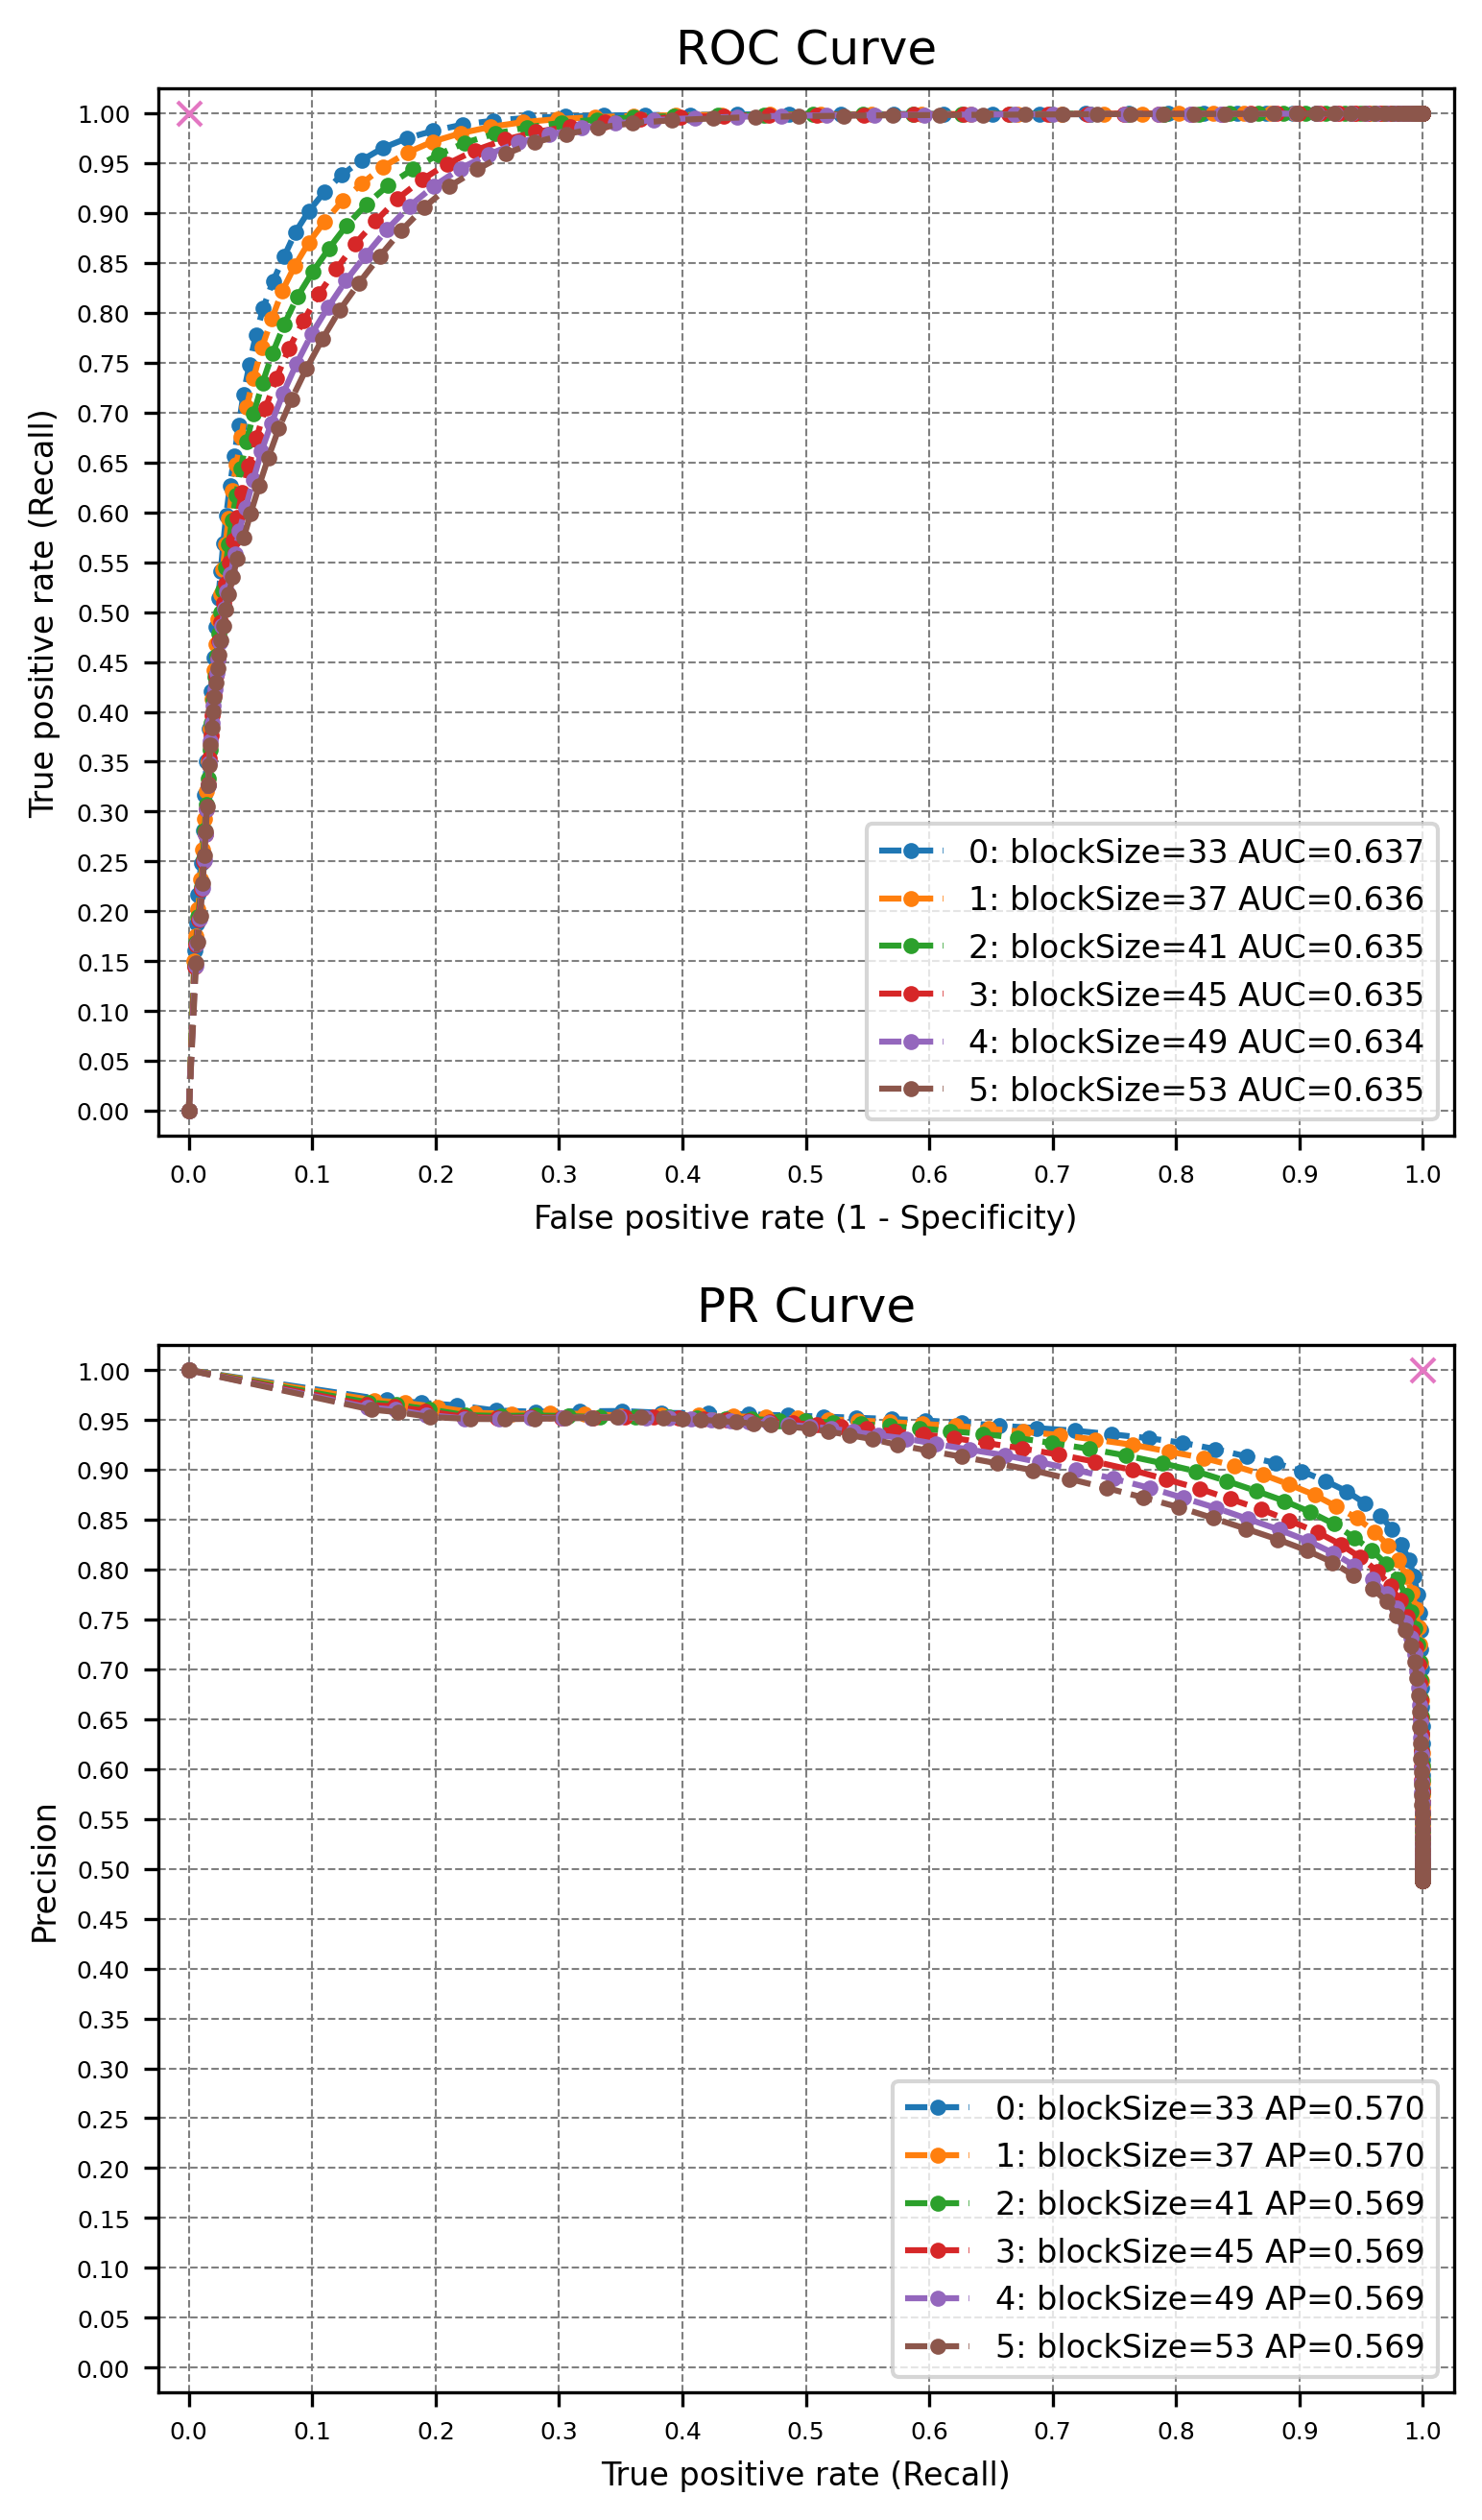 ROC Curve
1.00
0.95
0.90
0.85
0.80
0.75
0.70
0.65
0.60
0.55
0.50
0.45
0.40
0.35
0.30
0.25
0.20
0.15
0.10
0.05
0.00
True positive rate (Recall)
0: blockSize=33 AUC=0.637
1: blockSize=37 AUC=0.636
2: blockSize=41 AUC=0.635
3: blockSize=45 AUC=0.635
4: blockSize=49 AUC=0.634
5: blockSize=53 AUC=0.635
0.0 0.1 0.2 0.3 0.4 0.5 0.6 0.7 0.8 0.9 1.0
False positive rate (1 - Specificity)
PR Curve
1.00
0.95
0.90
0.85
0.80
0.75
0.70
0.65
0.60
0.55
0.50
0.45
0.40
0.35
0.30
0.25
0.20
0.15
0.10
0.05
0.00
Precision
0: blockSize=33 AP=0.570
1: blockSize=37 AP=0.570
2: blockSize=41 AP=0.569
3: blockSize=45 AP=0.569
4: blockSize=49 AP=0.569
5: blockSize=53 AP=0.569
0.0 0.1 0.2 0.3 0.4 0.5 0.6 0.7 0.8 0.9 1.0
True positive rate (Recall)